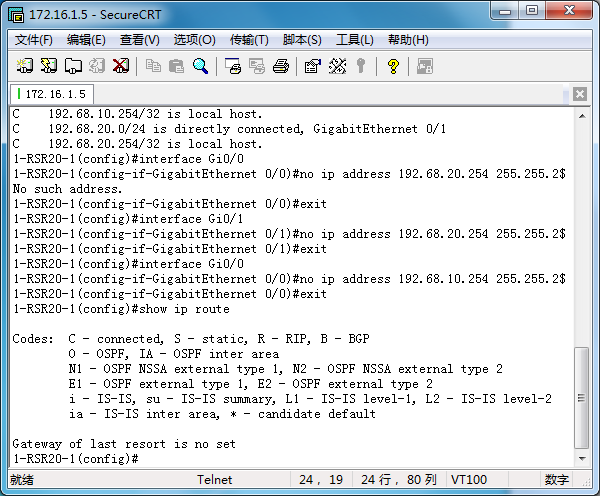 172.16.1.5 - SecureCRT
文件(F) 编辑(E) 查看(V) 选项(O) 传输(T) 脚本(S) 工具(L) 帮助(H)
172.16.1.5
C    192.68.10.254/32 is local host.
C    192.68.20.0/24 is directly connected, GigabitEthernet 0/1
C    192.68.20.254/32 is local host.
1-RSR20-1(config)#interface Gi0/0
1-RSR20-1(config-if-GigabitEthernet 0/0)#no ip address 192.68.20.254 255.255.2$
No such address.
1-RSR20-1(config-if-GigabitEthernet 0/0)#exit
1-RSR20-1(config)#interface Gi0/1
1-RSR20-1(config-if-GigabitEthernet 0/1)#no ip address 192.68.20.254 255.255.2$
1-RSR20-1(config-if-GigabitEthernet 0/1)#exit
1-RSR20-1(config)#interface Gi0/0
1-RSR20-1(config-if-GigabitEthernet 0/0)#no ip address 192.68.10.254 255.255.2$
1-RSR20-1(config-if-GigabitEthernet 0/0)#exit
1-RSR20-1(config)#show ip route
Codes:  C - connected, S - static, R - RIP, B - BGP
O - OSPF, IA - OSPF inter area
N1 - OSPF NSSA external type 1, N2 - OSPF NSSA external type 2
E1 - OSPF external type 1, E2 - OSPF external type 2
i - IS-IS, su - IS-IS summary, L1 - IS-IS level-1, L2 - IS-IS level-2
ia - IS-IS inter area, * - candidate default
Gateway of last resort is no set
1-RSR20-1(config)#
就绪 Telnet 24, 19 24 行, 80 列 VT100 数字